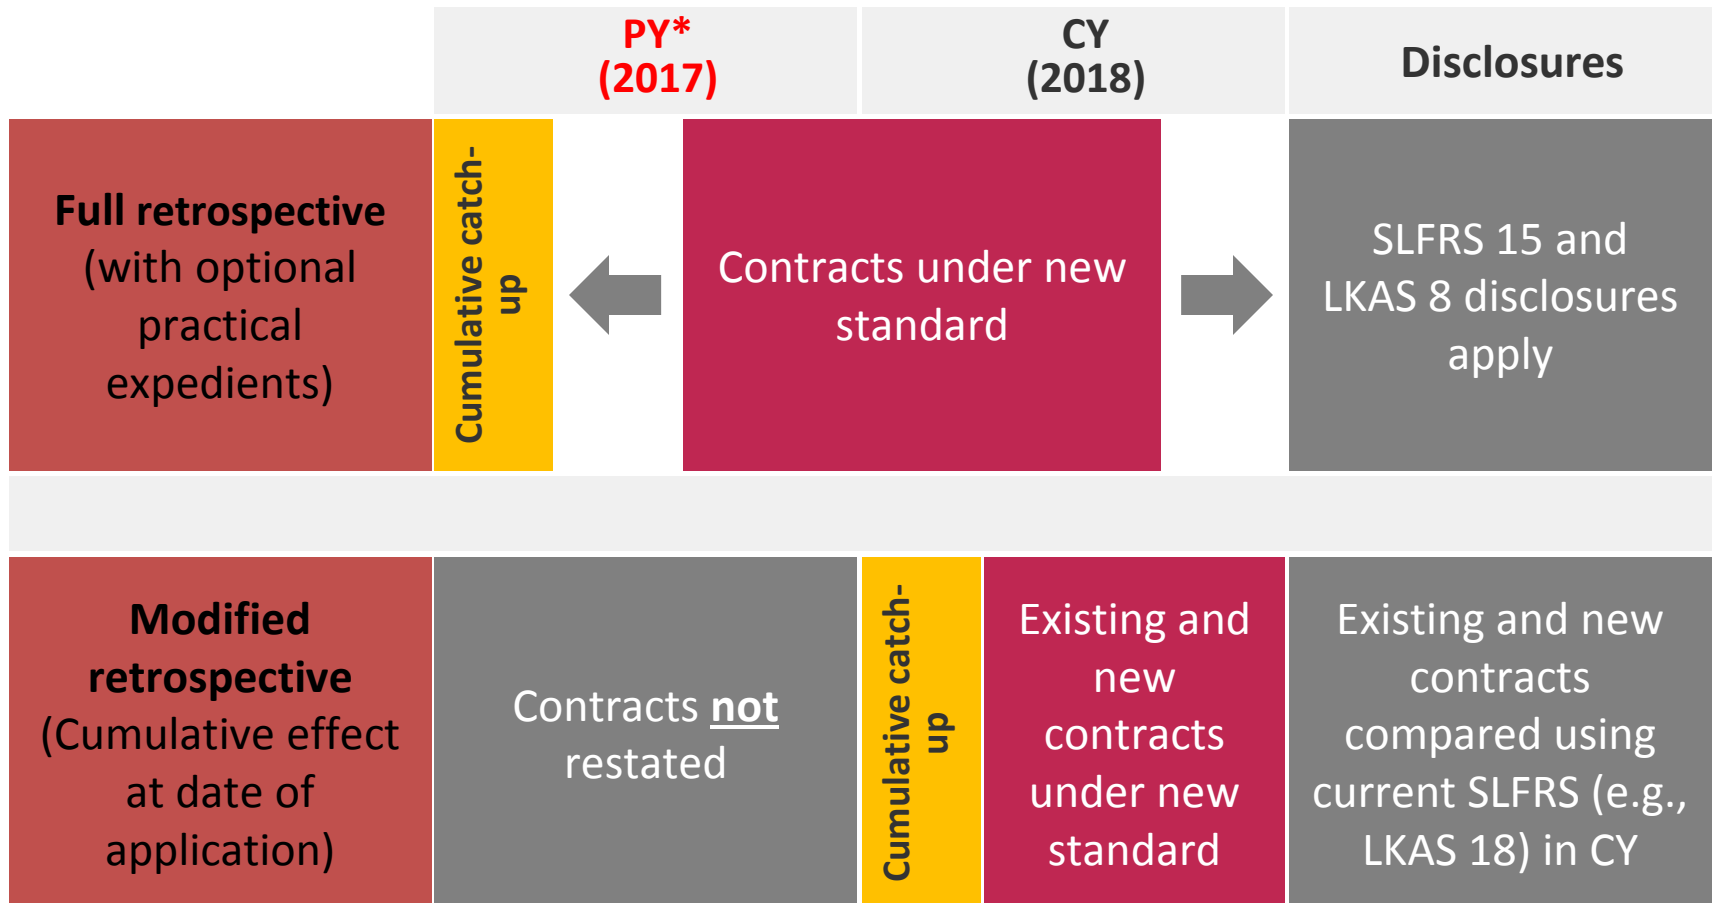 PY*
(2017)
CY
(2018)
Disclosures
Full retrospective
(with optional
practical
expedients)
Cumulative catch-
up
Contracts under new
standard
SLFRS 15 and
LKAS 8 disclosures
apply
Modified
retrospective
(Cumulative effect
at date of
application)
Contracts not
restated
Cumulative catch-
up
Existing and
new
contracts
under new
standard
Existing and new
contracts
compared using
current SLFRS (e.g.,
LKAS 18) in CY